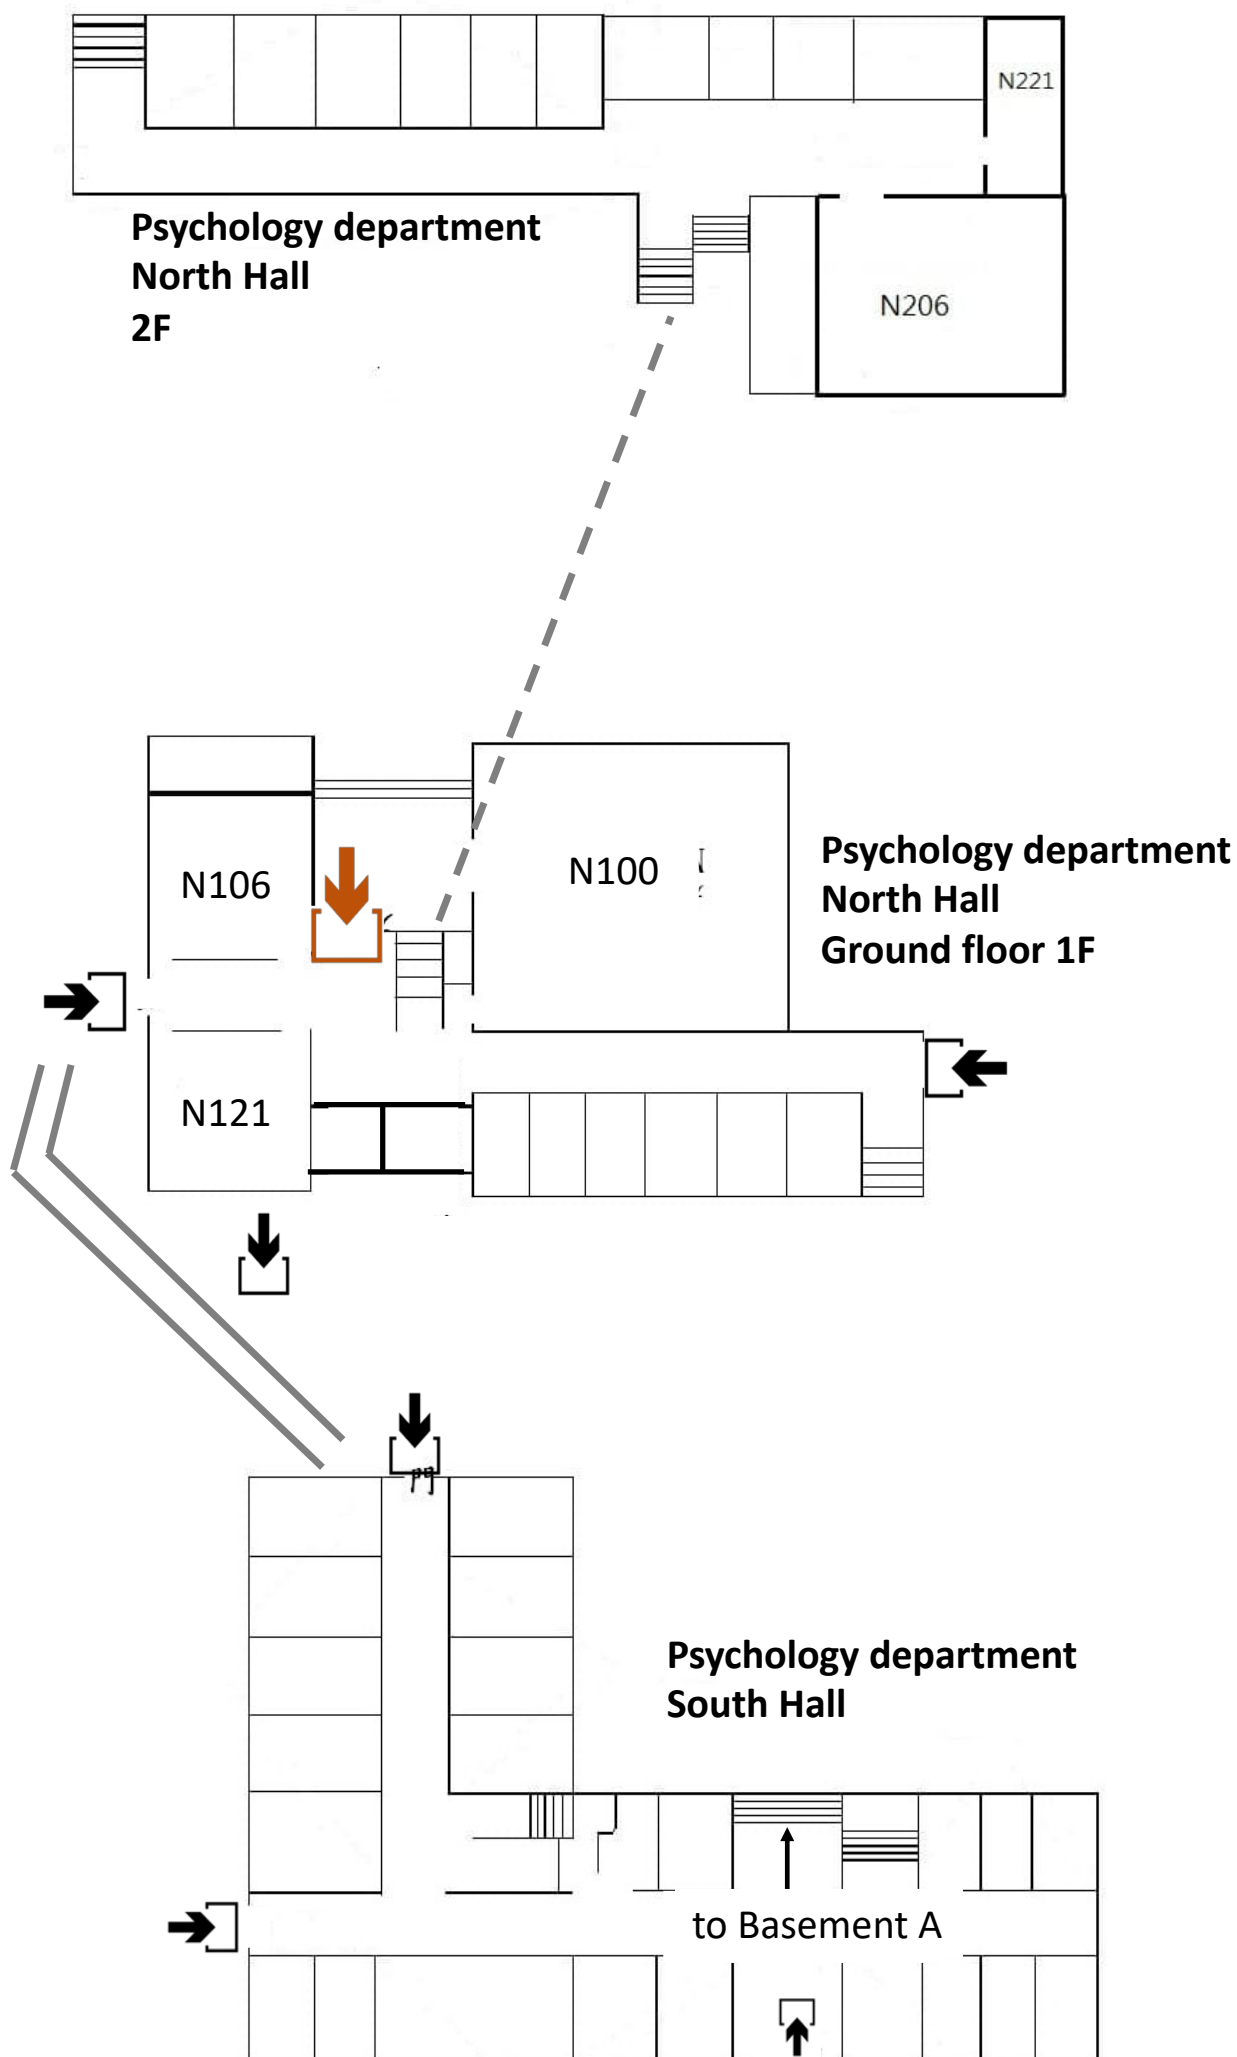 N221
Psychology department
North Hall
2F
N206
N106
N100
Psychology department
North Hall
Ground floor 1F
N121
門
Psychology department
South Hall
to Basement A